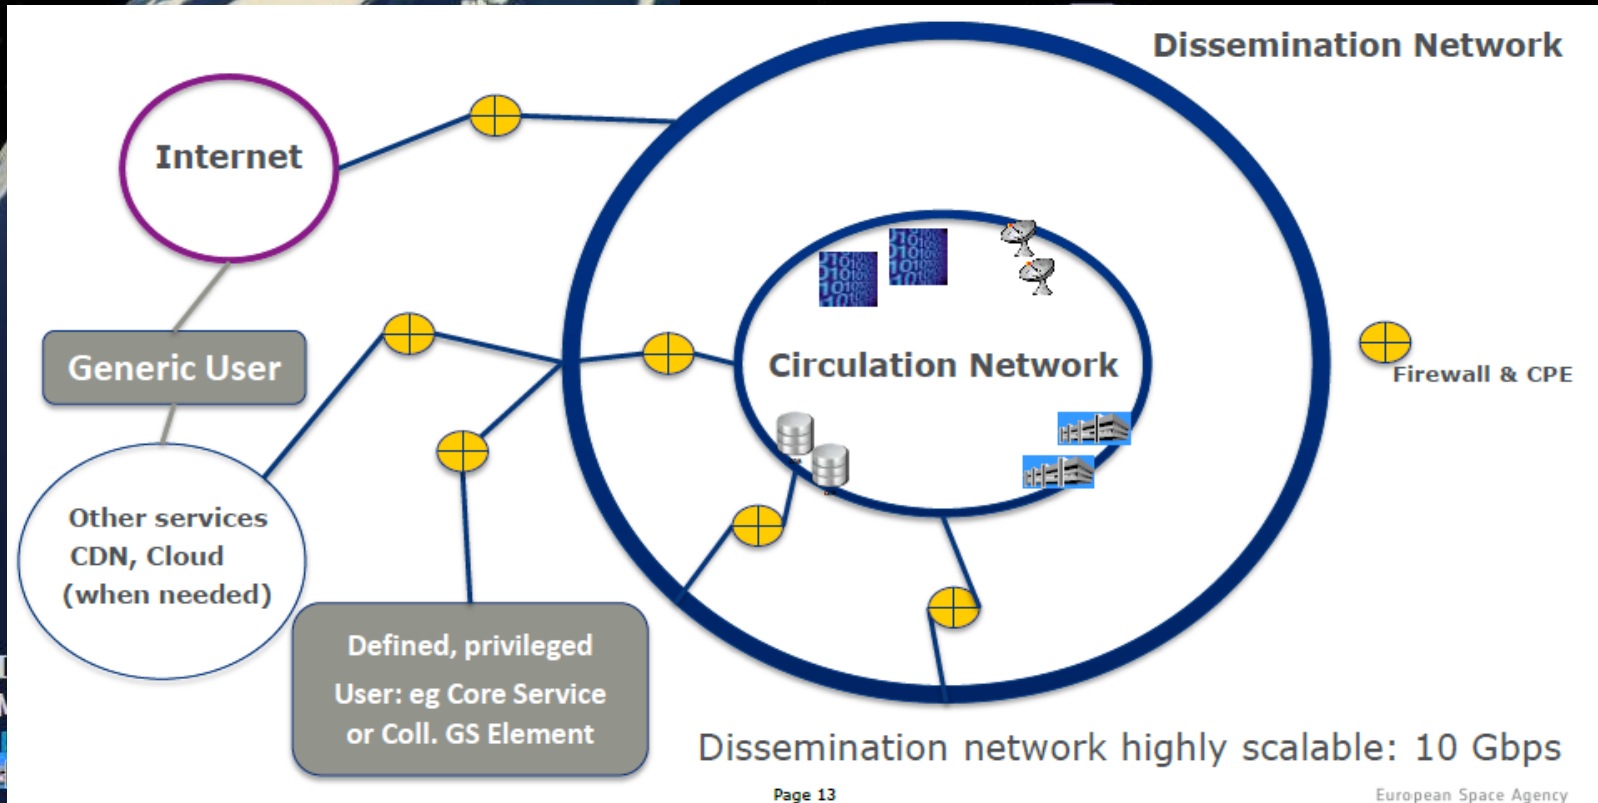 Dissemination Network
Internet
Generic User
Circulation Network
Firewall & CPE
Other services
CDN, Cloud
(when needed)
Defined, privileged
User: eg Core Service
or Coll. GS Element
Dissemination network highly scalable: 10 Gbps
Page 13
European Space Agency